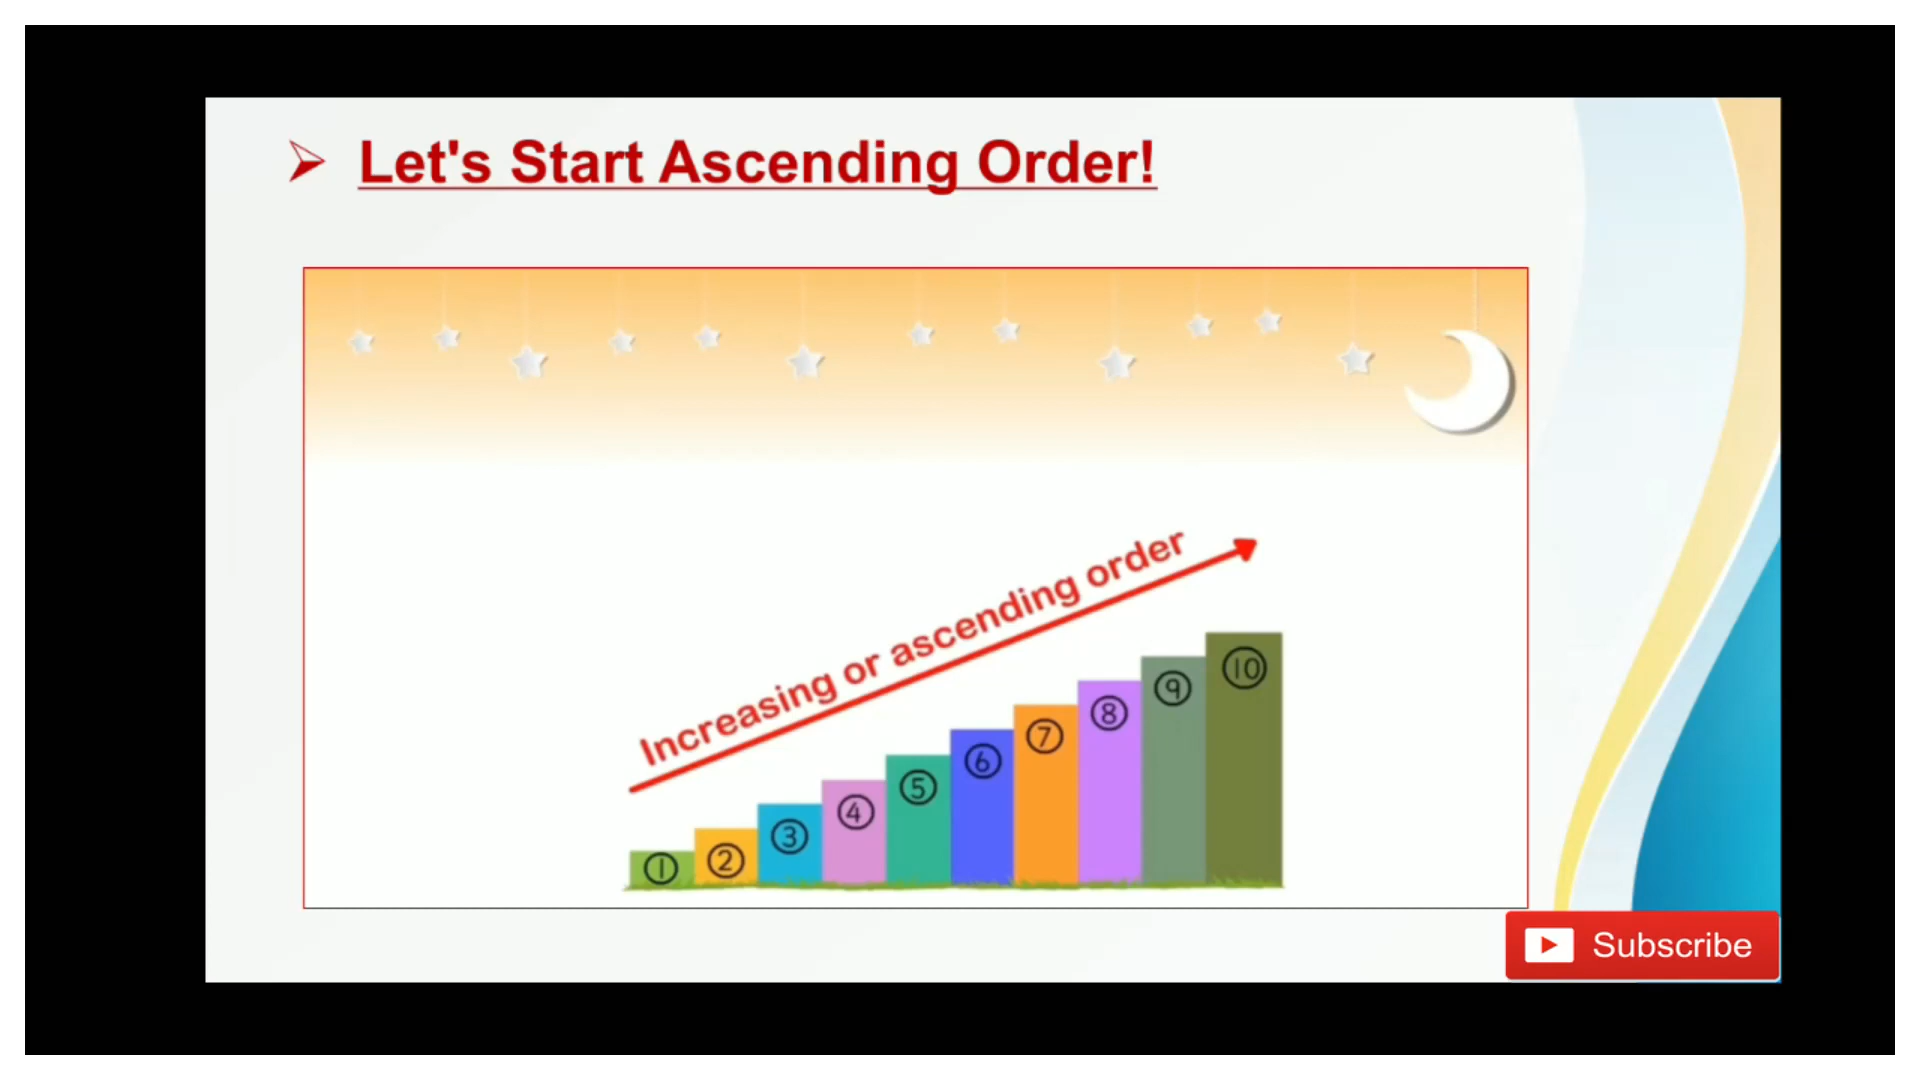 Let's Start Ascending Order!
Increasing or ascending order
1 2 3 4 5 6 7 8 9 10
Subscribe